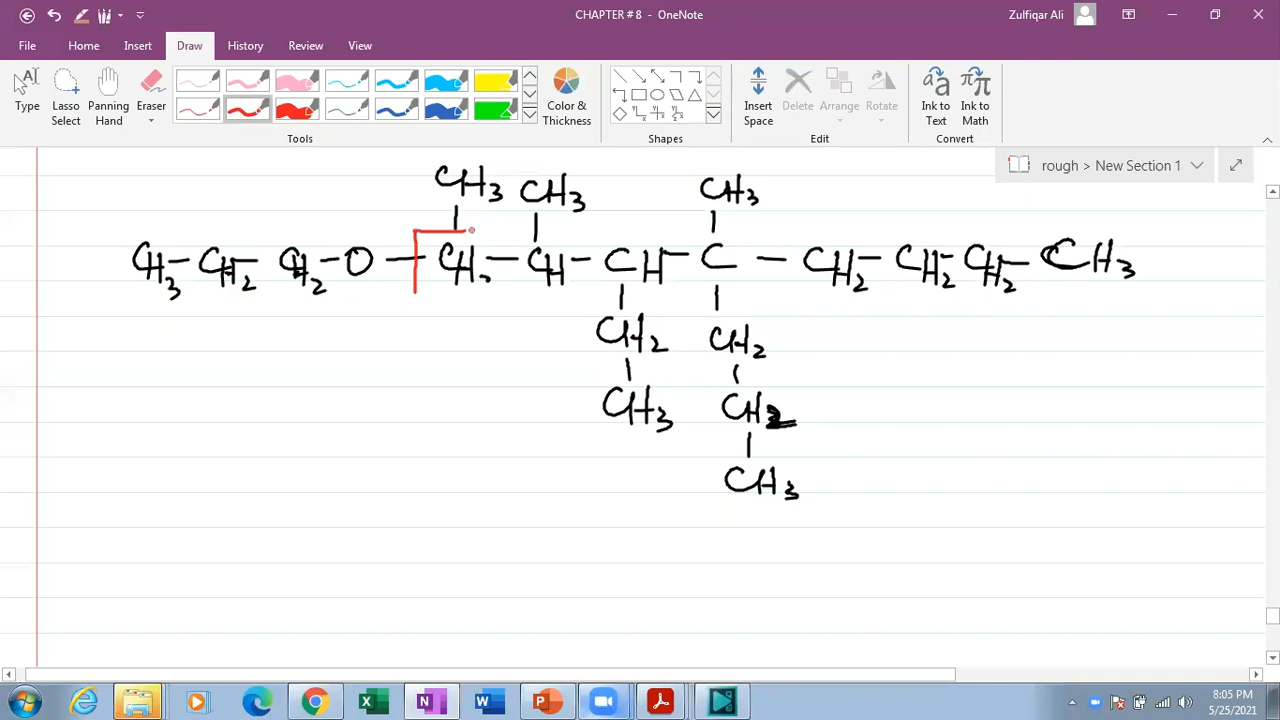 CHAPTER # 8 - OneNote
Zulfiqar Ali
File Home Insert Draw History Review View
Type Lasso Select Panning Hand Eraser
Color & Thickness
Insert Space Delete Arrange Rotate
Ink to Text Ink to Math
Tools Shapes Edit Convert
rough > New Section 1
CH3 CH3 CH3
CH3 - CH2 - CH2 - O - CH - CH - CH - C - CH2 - CH2 - CH2 - CH3
CH2 CH2
CH3 CH2
CH3
8:05 PM
5/25/2021